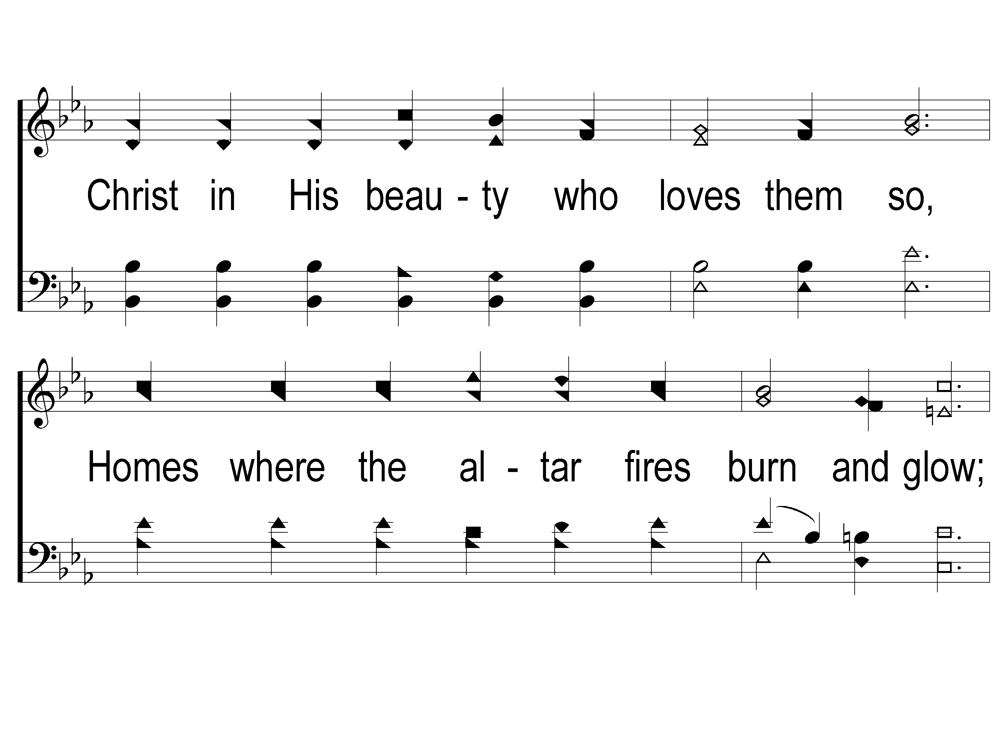 Christ in His beau - ty who loves them so,
Homes where the al - tar fires burn and glow;